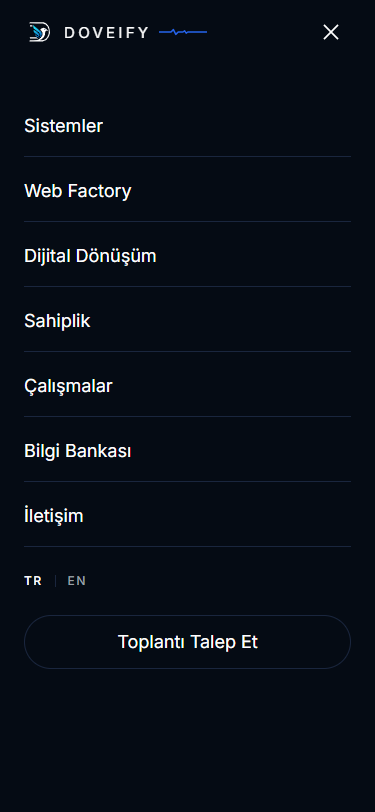 DOVEIFY
Sistemler
Web Factory
Dijital Dönüşüm
Sahiplik
Çalışmalar
Bilgi Bankası
İletişim
TR | EN
Toplantı Talep Et